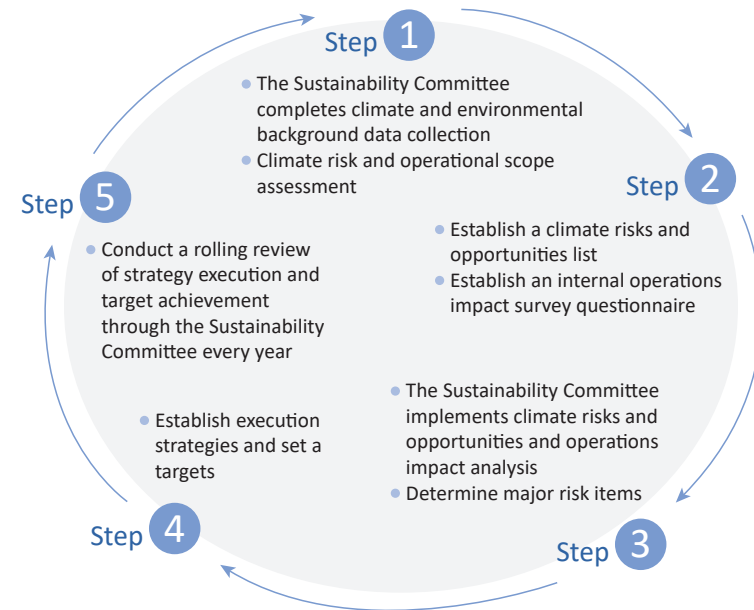 Step 1
• The Sustainability Committee
completes climate and environmental
background data collection
• Climate risk and operational scope
assessment
Step 2
• Establish a climate risks and
opportunities list
• Establish an internal operations
impact survey questionnaire
• The Sustainability Committee
implements climate risks and
opportunities and operations
impact analysis
• Determine major risk items
Step 3
• Establish execution
strategies and set a
targets
Step 4
Step 5
• Conduct a rolling review
of strategy execution and
target achievement
through the Sustainability
Committee every year